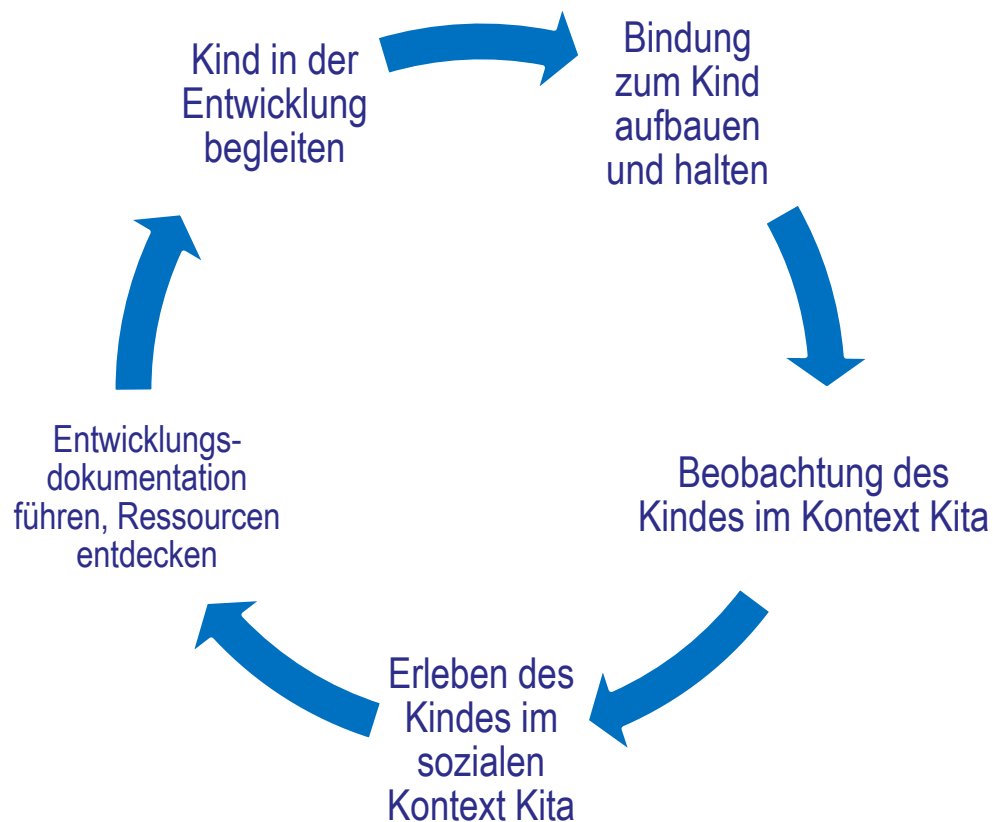 Kind in der
Entwicklung
begleiten
Bindung
zum Kind
aufbauen
und halten
Beobachtung des
Kindes im Kontext Kita
Erleben des
Kindes im
sozialen
Kontext Kita
Entwicklungs-
dokumentation
führen, Ressourcen
entdecken